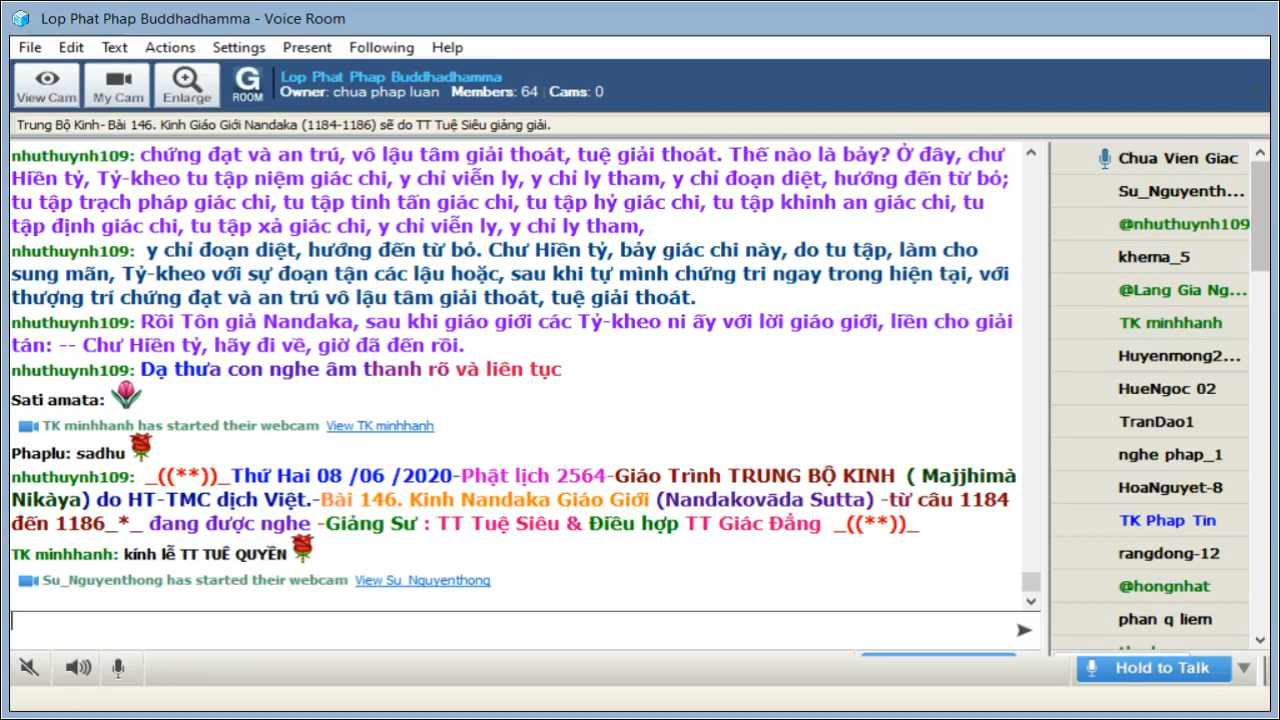 Lop Phat Phap Buddhadhamma - Voice Room
File Edit Text Actions Settings Present Following Help
View Cam My Cam Enlarge G ROOM
Lop Phat Phap Buddhadhamma
Owner: chua phap luan Members: 64 | Cams: 0
Trung Bộ Kinh- Bài 146. Kinh Giáo Giới Nandaka (1184-1186) sẽ do TT Tuệ Siêu giảng giải.
nhuthuynh109: chứng đạt và an trú, vô lậu tâm giải thoát, tuệ giải thoát. Thế nào là bảy? Ở đây, chư
Hiền tỷ, Tỷ-kheo tu tập niệm giác chi, y chỉ viễn ly, y chỉ ly tham, y chỉ đoạn diệt, hướng đến từ bỏ;
tu tập trạch pháp giác chi, tu tập tinh tấn giác chi, tu tập hỷ giác chi, tu tập khinh an giác chi, tu
tập định giác chi, tu tập xả giác chi, y chỉ viễn ly, y chỉ ly tham,
nhuthuynh109: y chỉ đoạn diệt, hướng đến từ bỏ. Chư Hiền tỷ, bảy giác chi này, do tu tập, làm cho
sung mãn, Tỷ-kheo với sự đoạn tận các lậu hoặc, sau khi tự mình chứng tri ngay trong hiện tại, với
thượng trí chứng đạt và an trú vô lậu tâm giải thoát, tuệ giải thoát.
nhuthuynh109: Rồi Tôn giả Nandaka, sau khi giáo giới các Tỷ-kheo ni ấy với lời giáo giới, liền cho giải
tán: -- Chư Hiền tỷ, hãy đi về, giờ đã đến rồi.
nhuthuynh109: Dạ thưa con nghe âm thanh rõ và liên tục
Sati amata:
TK minhhanh has started their webcam View TK minhhanh
Phaplu: sadhu
nhuthuynh109: _((**))_Thứ Hai 08 /06 /2020-Phật lịch 2564-Giáo Trình TRUNG BỘ KINH ( Majjhimà
Nikàya) do HT-TMC dịch Việt.-Bài 146. Kinh Nandaka Giáo Giới (Nandakovāda Sutta) -từ câu 1184
đến 1186_*_ đang được nghe -Giảng Sư : TT Tuệ Siêu & Điều hợp TT Giác Đẳng _((**))_
TK minhhanh: kính lễ TT TUÊ QUYỀN
Su_Nguyenthong has started their webcam View Su_Nguyenthong
Chua Vien Giac
Su_Nguyenth...
@nhuthuynh109
khema_5
@Lang Gia Ng...
TK minhhanh
Huyenmong2...
HueNgoc 02
TranDao1
nghe phap_1
HoaNguyet-8
TK Phap Tin
rangdong-12
@hongnhat
phan q liem
Hold to Talk